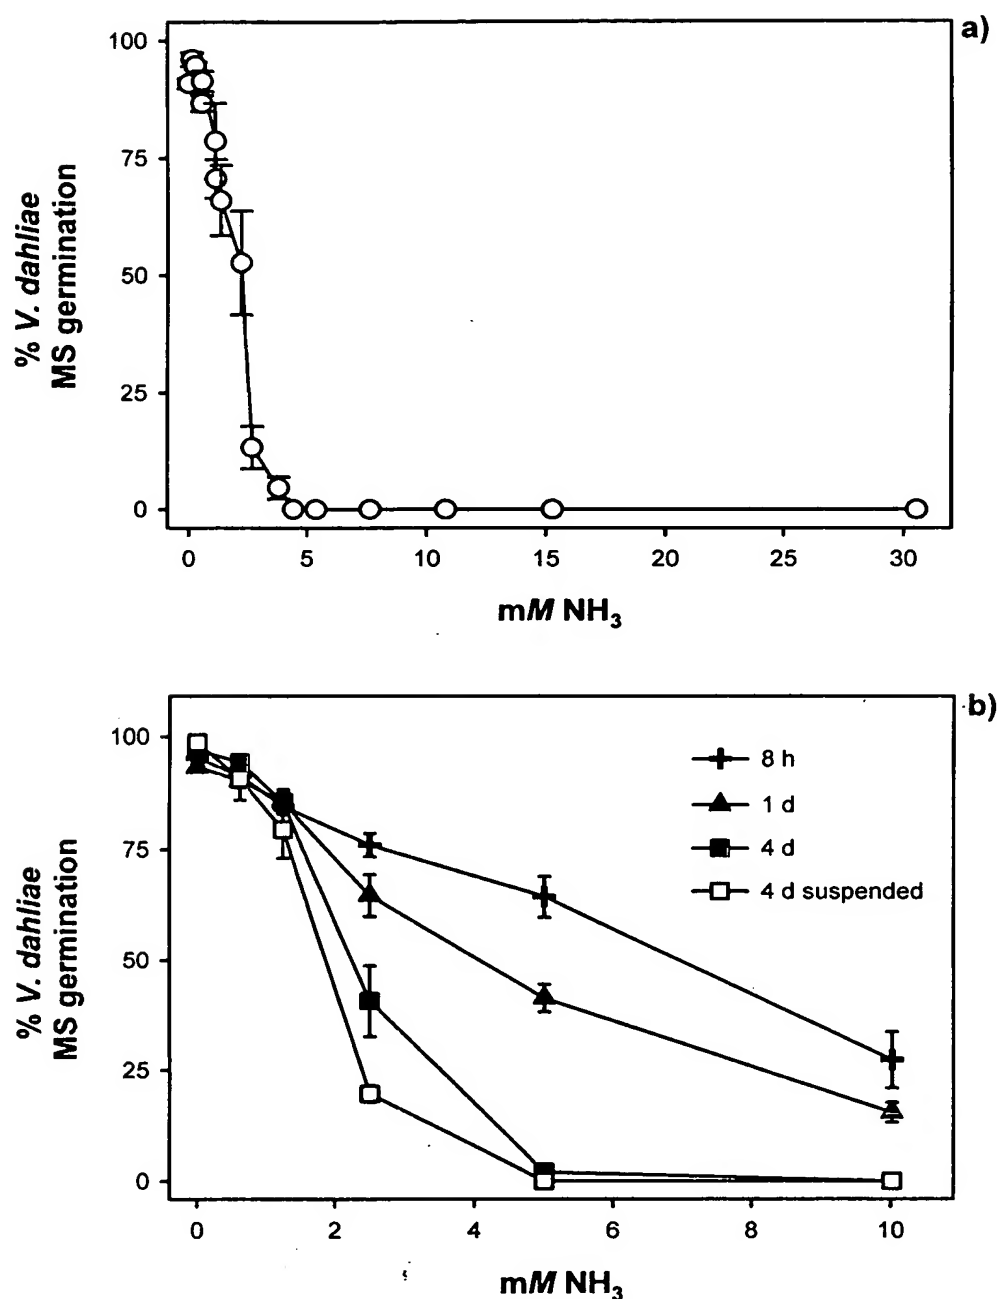 a)
100
75
50
25
0
% V. dahliae
MS germination
0 5 10 15 20 25 30
mM NH₃
b)
100
75
50
25
0
% V. dahliae
MS germination
8 h
1 d
4 d
4 d suspended
0 2 4 6 8 10
mM NH₃